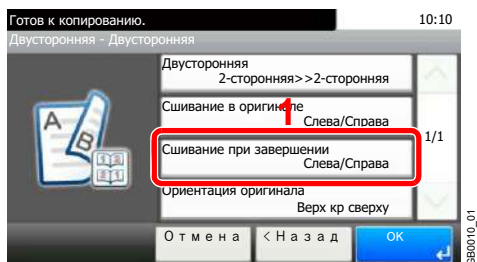 Готов к копированию.
10:10
Двусторонняя - Двусторонняя
Двусторонняя
2-сторонняя>>2-сторонняя
Сшивание в оригинале
Слева/Справа
1
Сшивание при завершении
Слева/Справа
1/1
Ориентация оригинала
Верх кр сверху
Отмена
<Назад
OK
A
B
GB0010_01